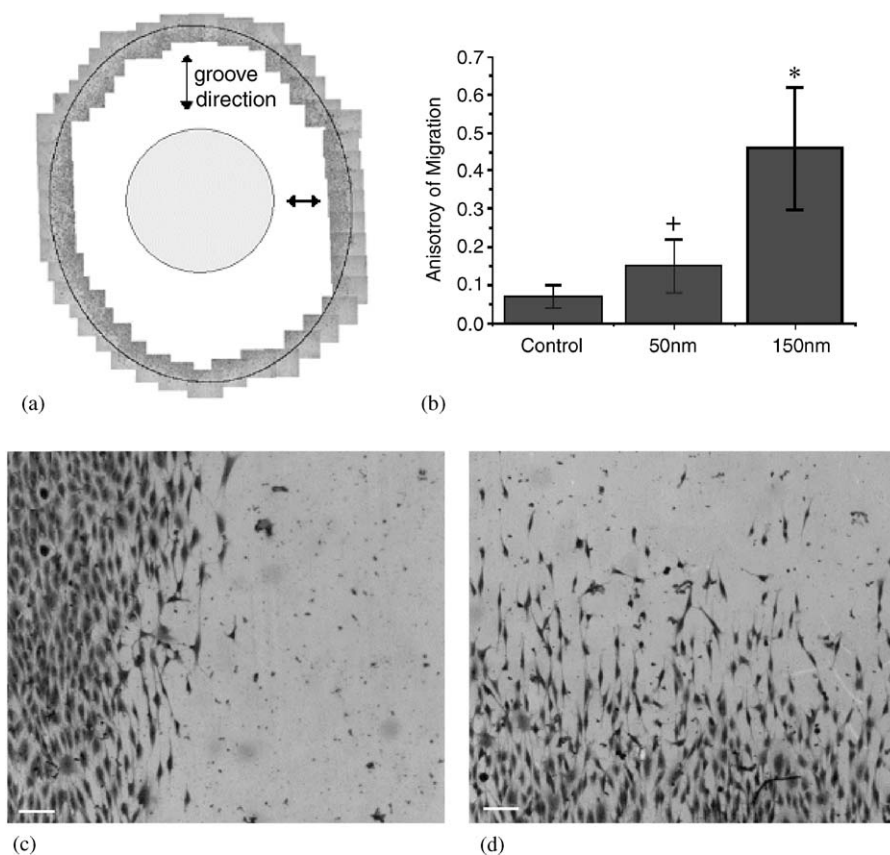 groove
direction
(a)
Anisotroy of Migration
0.7
0.6
0.5
0.4
0.3
0.2
0.1
0.0
+
*
Control 50nm 150nm
(b)
(c)
(d)